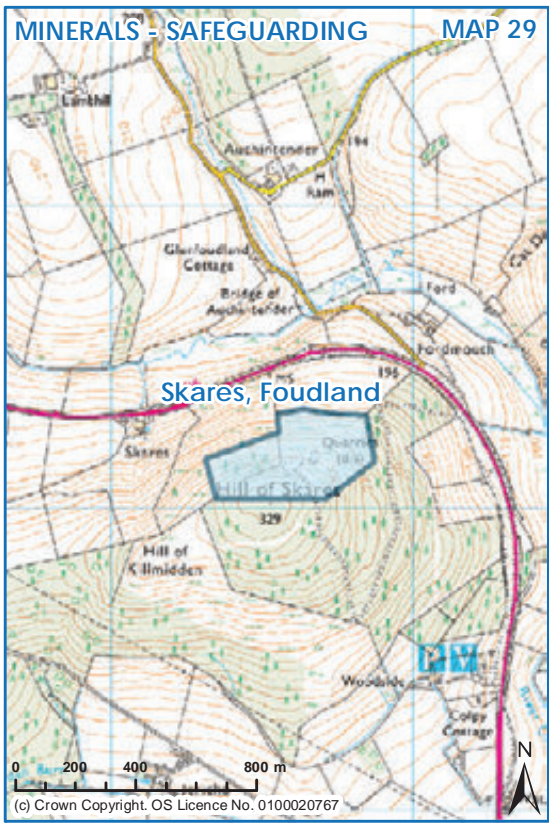 MINERALS - SAFEGUARDING MAP 29
Auchintender
194
Ram
Glenfoudland
Cottage
Bridge of
Auchintender
Ford
Fordmouth
196
Skares, Foudland
Skares
Hill of Skares
329
Hill of
Killmidden
Woodside
Colpy
Cottage
N
0 200 400 800 m
(c) Crown Copyright. OS Licence No. 0100020767